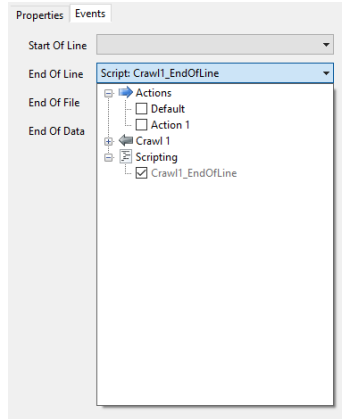 Properties Events
Start Of Line
End Of Line Script: Crawl1_EndOfLine
Actions
End Of File Default
Action 1
End Of Data
Crawl 1
Scripting
Crawl1_EndOfLine